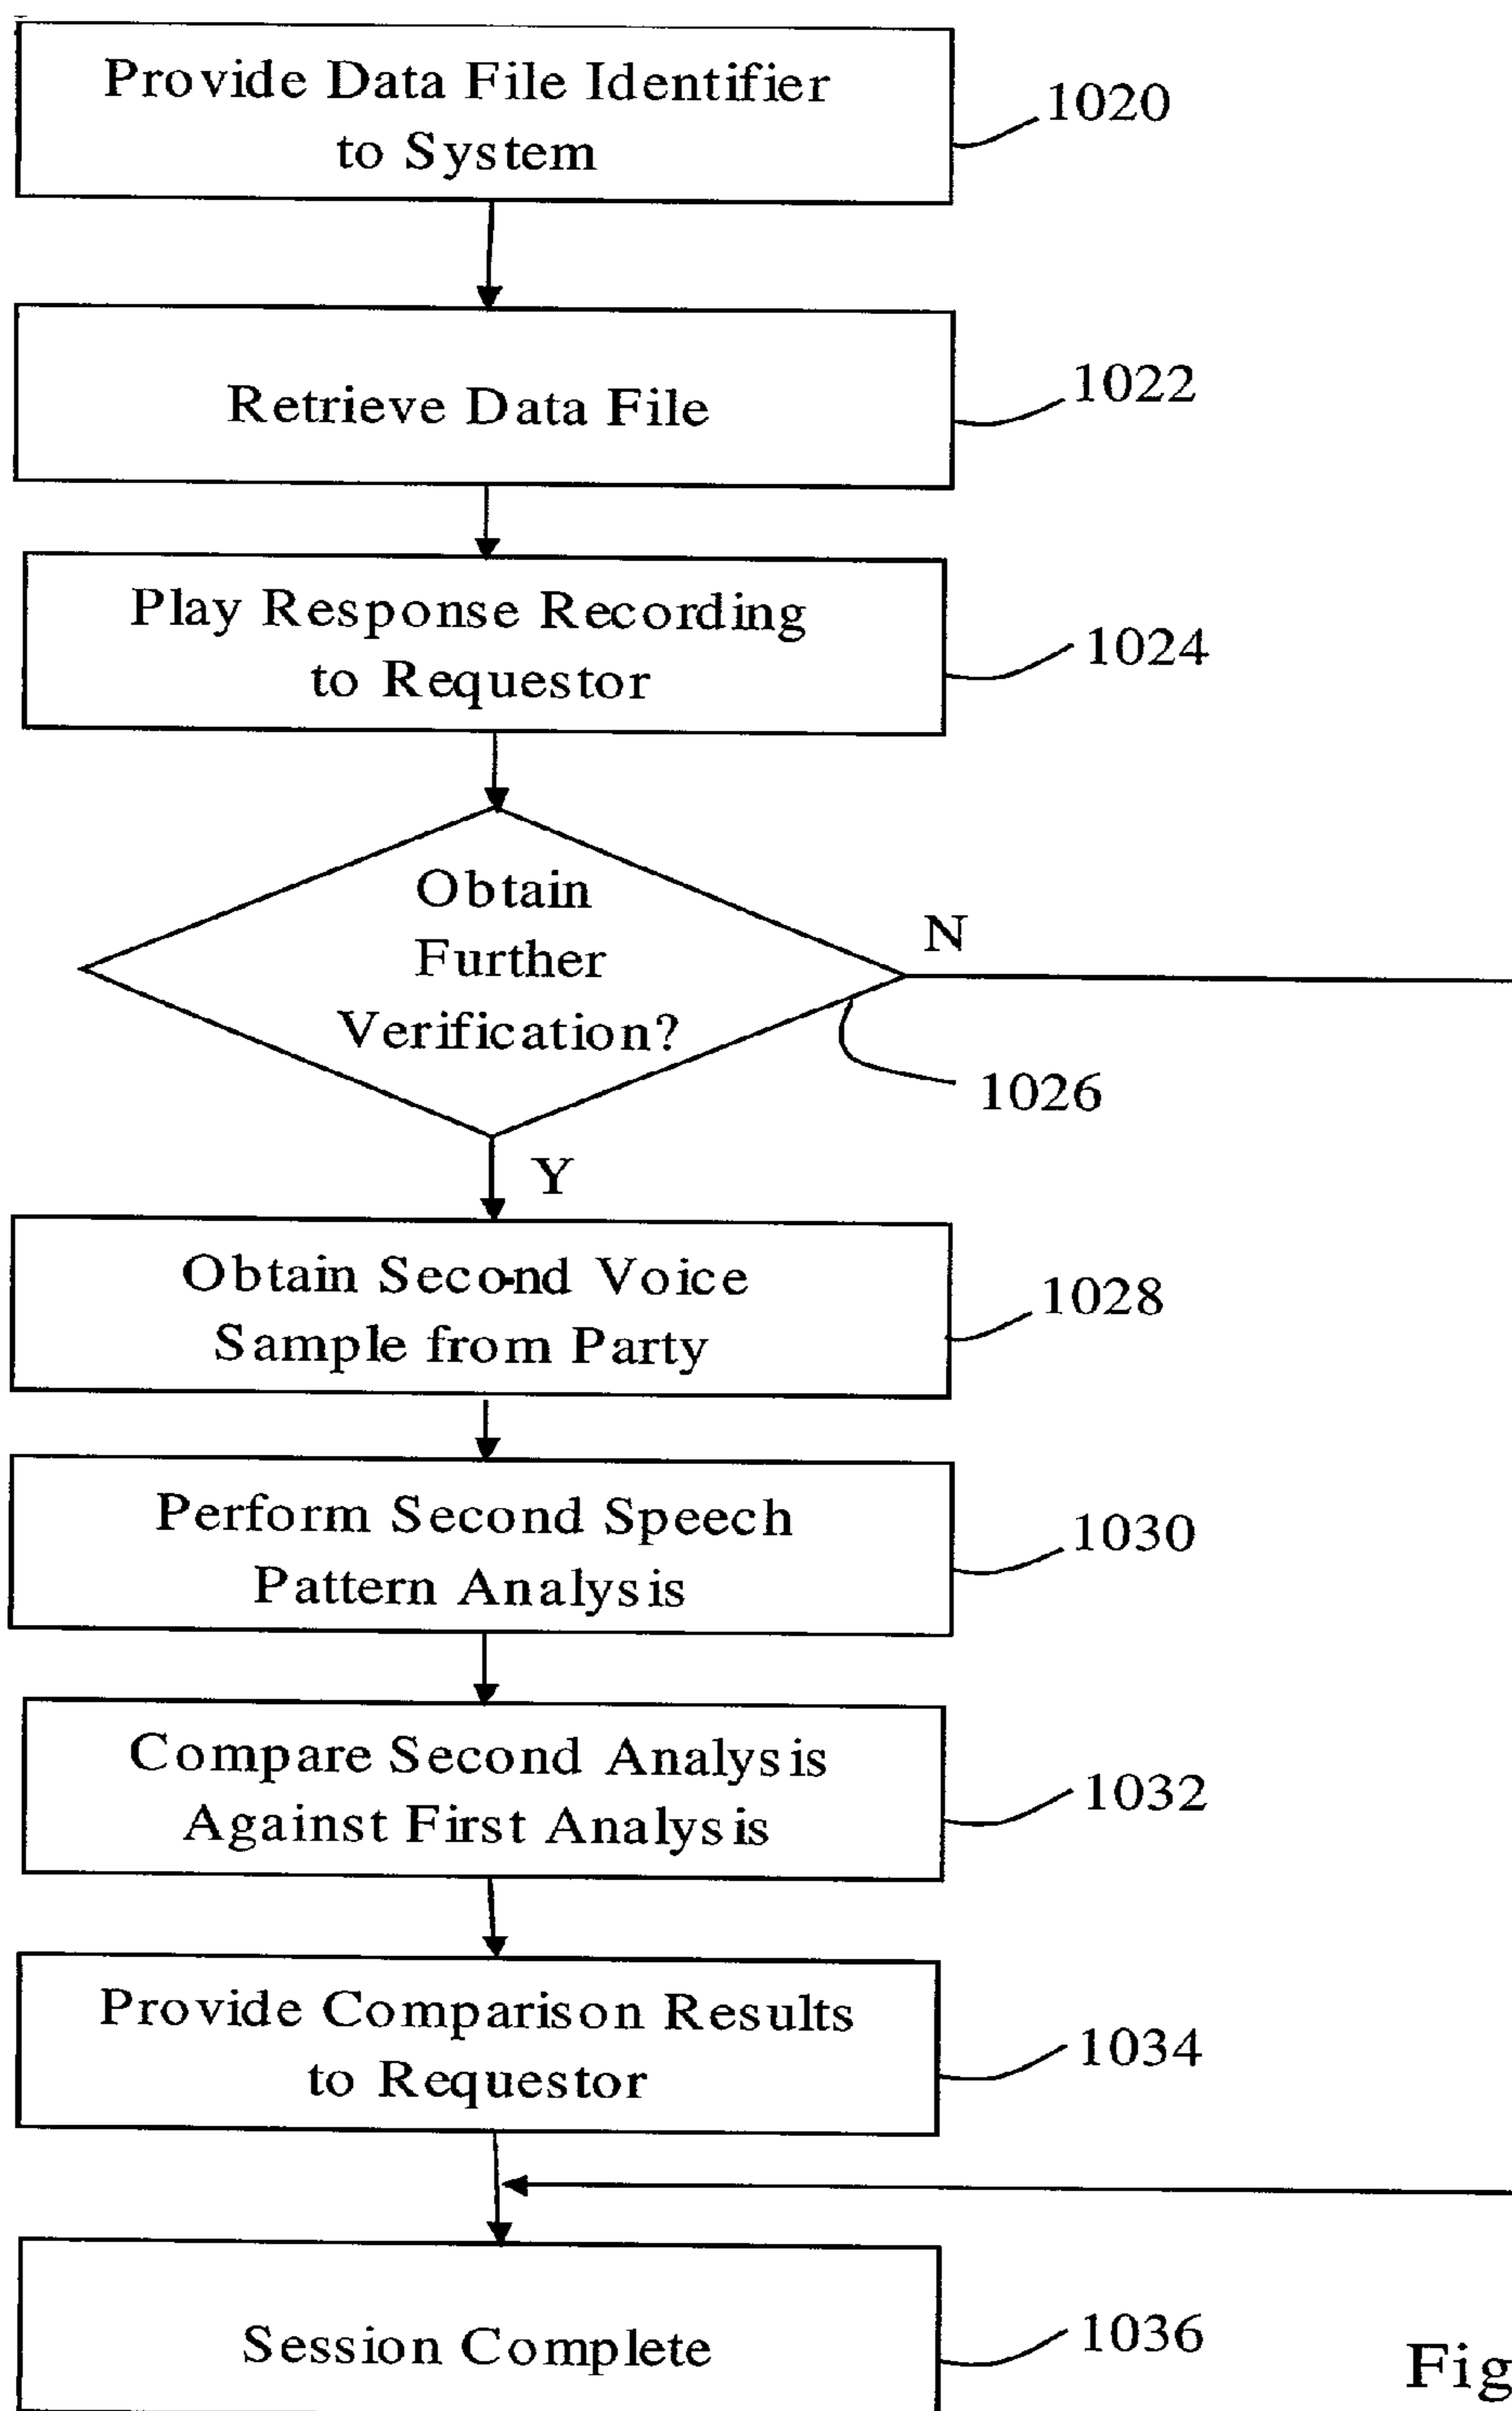 Provide Data File Identifier
to System
1020
Retrieve Data File
1022
Play Response Recording
to Requestor
1024
Obtain
Further
Verification?
N
1026
Y
Obtain Second Voice
Sample from Party
1028
Perform Second Speech
Pattern Analysis
1030
Compare Second Analysis
Against First Analysis
1032
Provide Comparison Results
to Requestor
1034
Session Complete
1036
Fig